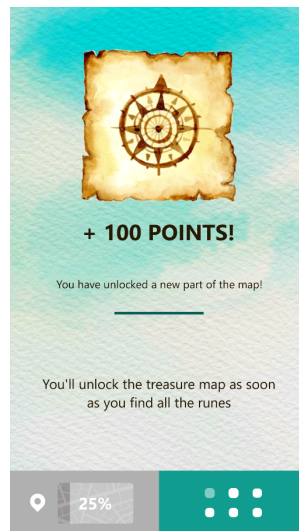 + 100 POINTS!
You have unlocked a new part of the map!
You'll unlock the treasure map as soon
as you find all the runes
25%